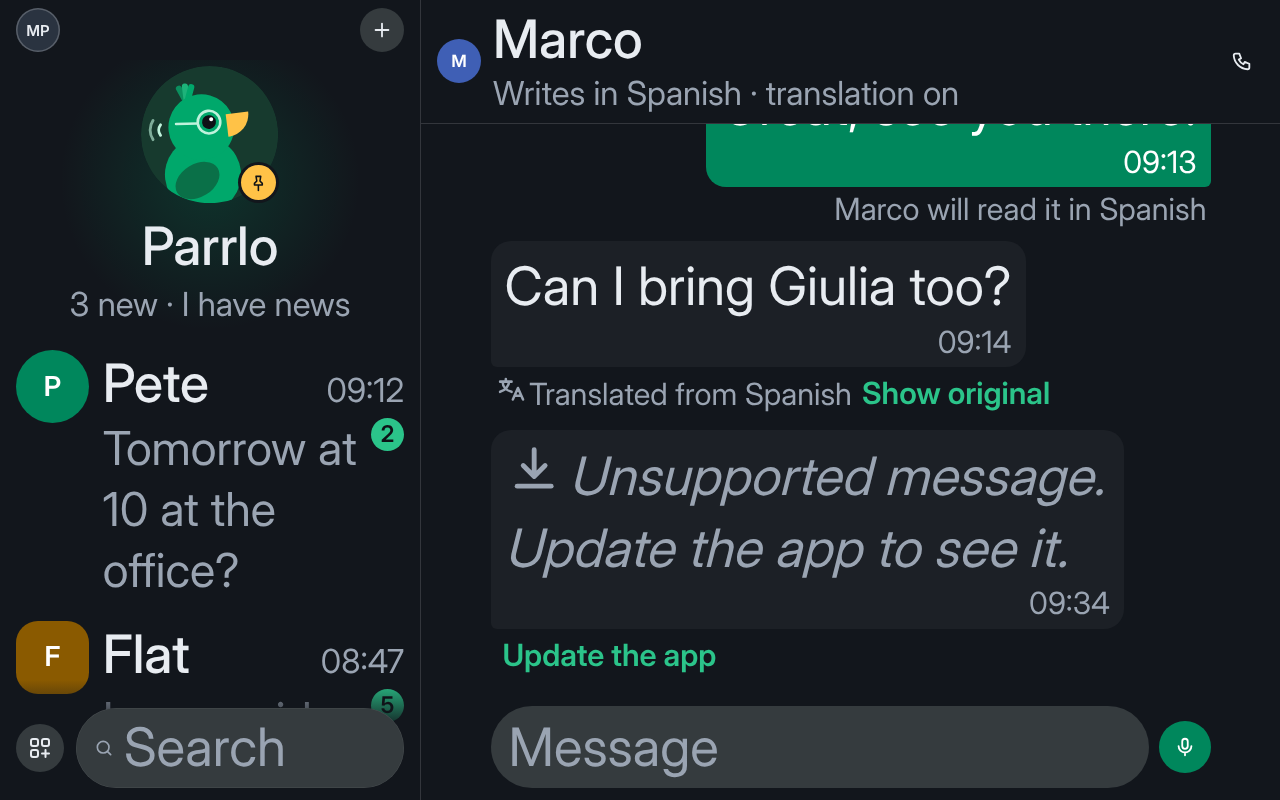 MP
Parrlo
3 new · I have news
P
Pete
09:12
Tomorrow at
2
10 at the
office?
F
Flat
08:47
5
Search
M
Marco
Writes in Spanish · translation on
09:13
Marco will read it in Spanish
Can I bring Giulia too?
09:14
Translated from Spanish Show original
Unsupported message.
Update the app to see it.
09:34
Update the app
Message